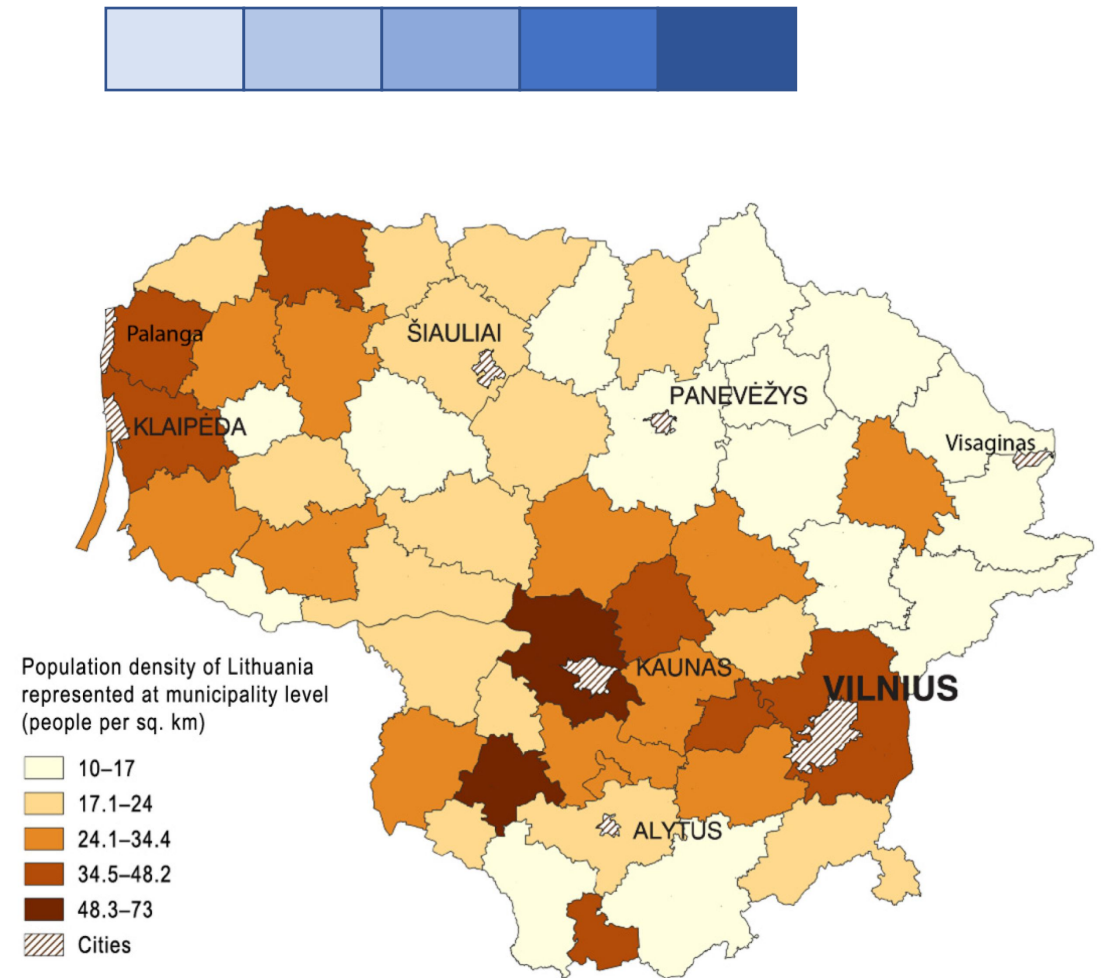 Palanga
ŠIAULIAI
PANEVĖŽYS
KLAIPĖDA
Visaginas
KAUNAS
VILNIUS
ALYTUS
Population density of Lithuania
represented at municipality level
(people per sq. km)
10–17
17.1–24
24.1–34.4
34.5–48.2
48.3–73
Cities